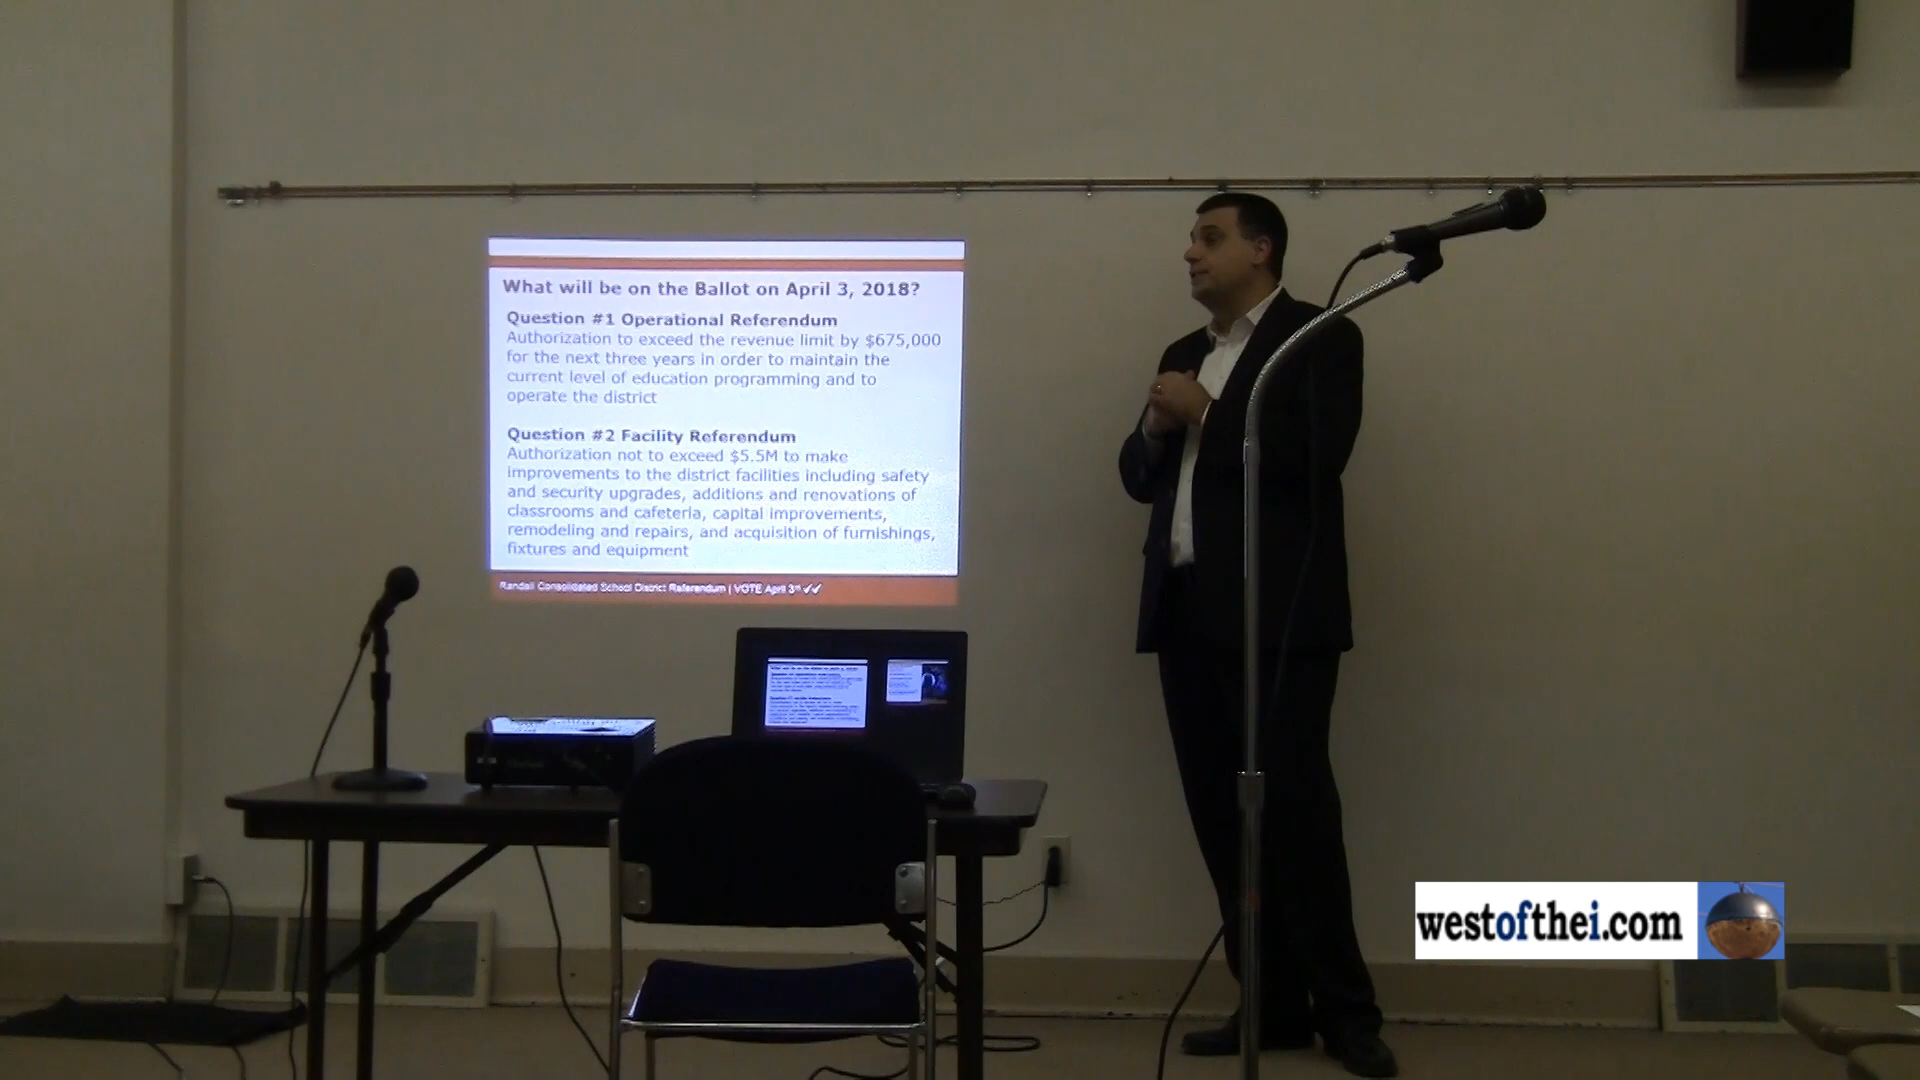 What will be on the Ballot on April 3, 2018?
Question #1 Operational Referendum
Authorization to exceed the revenue limit by $675,000
for the next three years in order to maintain the
current level of education programming and to
operate the district
Question #2 Facility Referendum
Authorization not to exceed $5.5M to make
improvements to the district facilities including safety
and security upgrades, additions and renovations of
classrooms and cafeteria, capital improvements,
remodeling and repairs, and acquisition of furnishings,
fixtures and equipment
Randall Consolidated School District Referendum | VOTE April 3rd ✓✓
westofthei.com